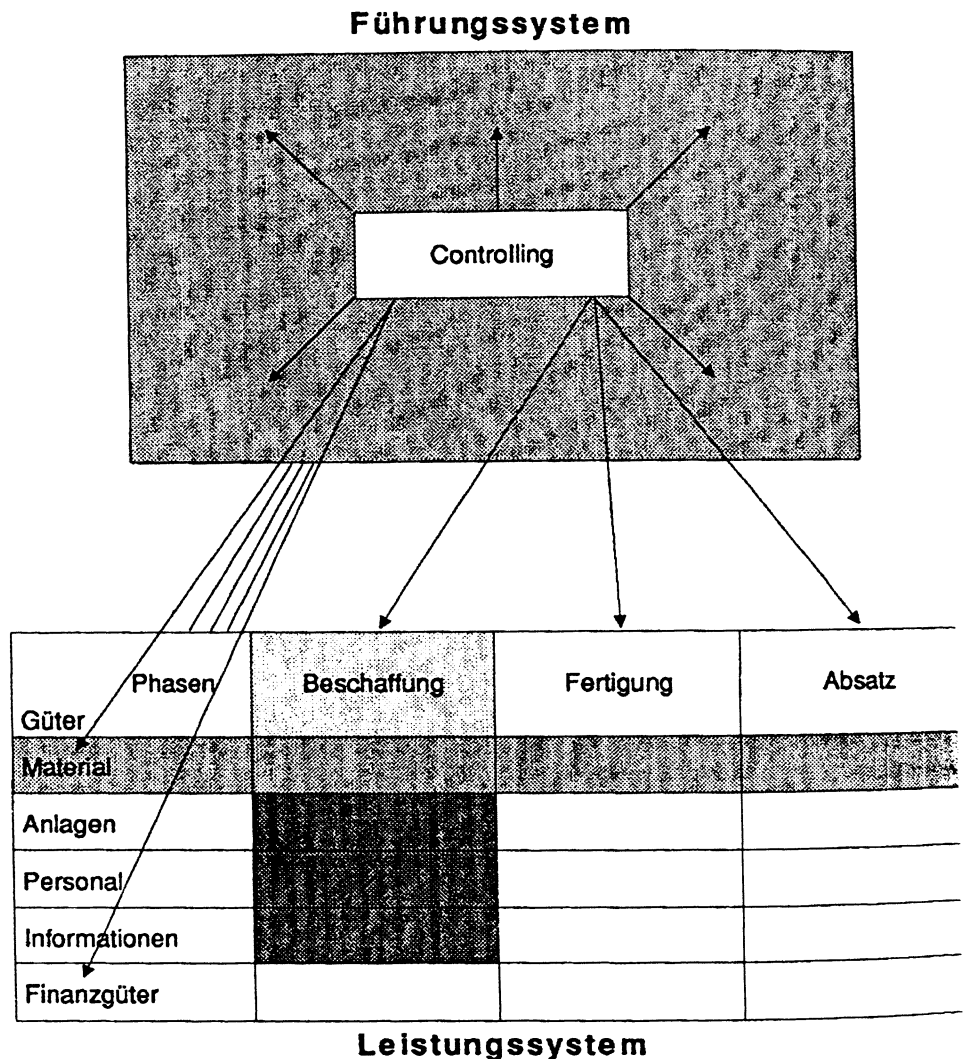 Führungssystem
Controlling
Phasen Beschaffung Fertigung Absatz
Güter
Material
Anlagen
Personal
Informationen
Finanzgüter
Leistungssystem